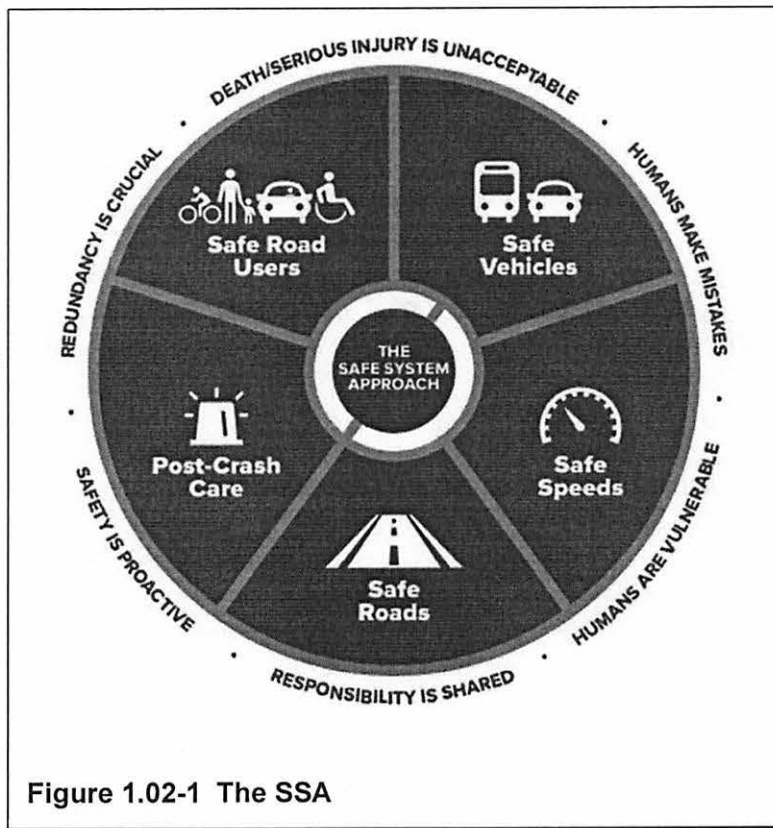 DEATH/SERIOUS INJURY IS UNACCEPTABLE
HUMANS MAKE MISTAKES
HUMANS ARE VULNERABLE
RESPONSIBILITY IS SHARED
SAFETY IS PROACTIVE
REDUNDANCY IS CRUCIAL
Safe Road
Users
Safe
Vehicles
THE
SAFE SYSTEM
APPROACH
Post-Crash
Care
Safe
Speeds
Safe
Roads
Figure 1.02-1 The SSA